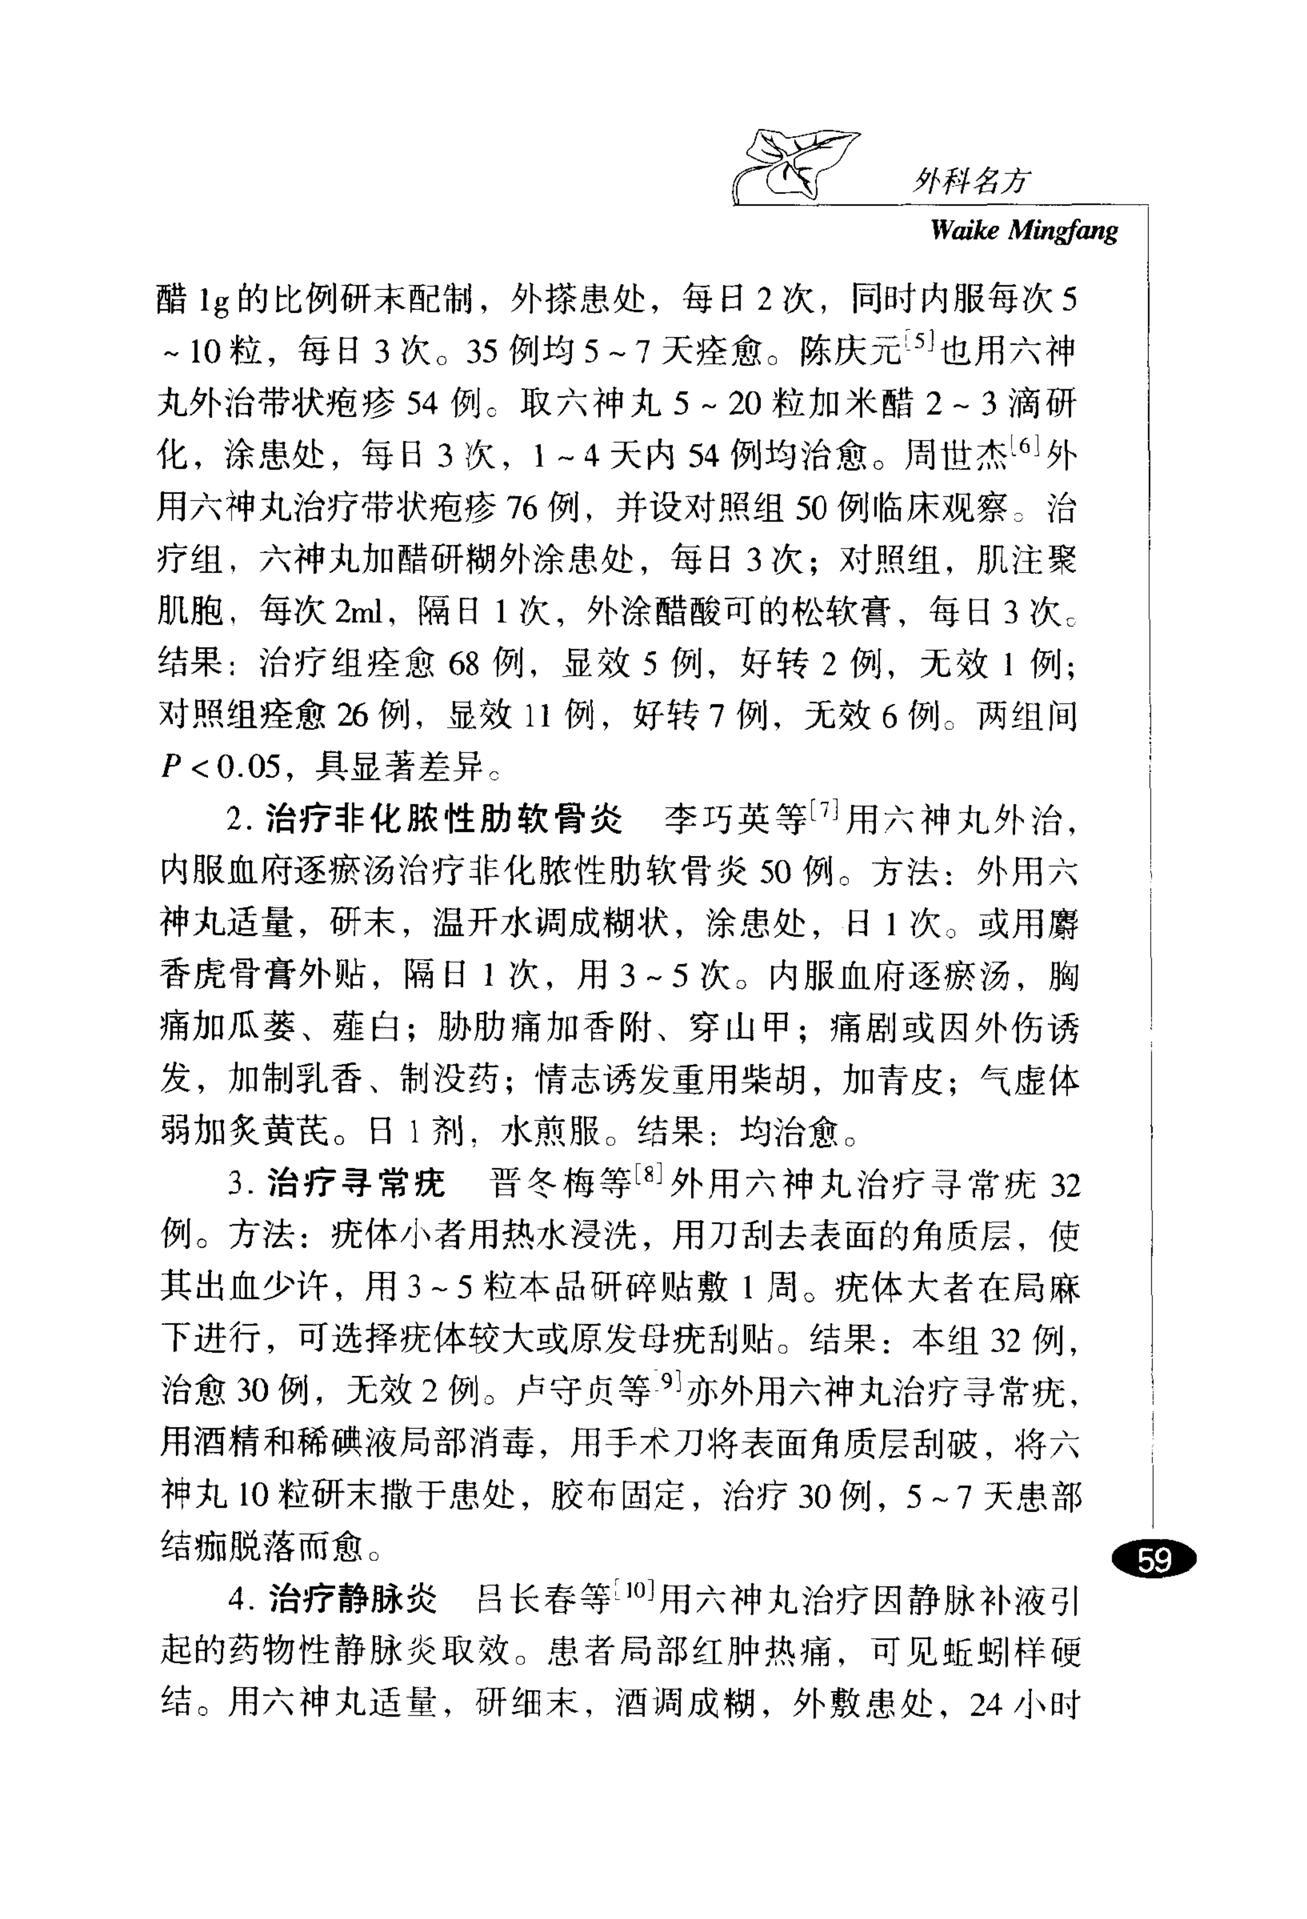 外科名方
Waike Mingfang
醋 1g 的比例研末配制，外搽患处，每日 2 次，同时内服每次 5
~ 10 粒，每日 3 次。35 例均 5 ~ 7 天痊愈。陈庆元[5]也用六神
丸外治带状疱疹 54 例。取六神丸 5 ~ 20 粒加米醋 2 ~ 3 滴研
化，涂患处，每日 3 次，1 ~ 4 天内 54 例均治愈。周世杰[6]外
用六神丸治疗带状疱疹 76 例，并设对照组 50 例临床观察。治
疗组，六神丸加醋研糊外涂患处，每日 3 次；对照组，肌注聚
肌胞，每次 2ml，隔日 1 次，外涂醋酸可的松软膏，每日 3 次。
结果：治疗组痊愈 68 例，显效 5 例，好转 2 例，无效 1 例；
对照组痊愈 26 例，显效 11 例，好转 7 例，无效 6 例。两组间
P < 0.05，具显著差异。
2. 治疗非化脓性肋软骨炎 李巧英等[7]用六神丸外治，
内服血府逐瘀汤治疗非化脓性肋软骨炎 50 例。方法：外用六
神丸适量，研末，温开水调成糊状，涂患处，日 1 次。或用麝
香虎骨膏外贴，隔日 1 次，用 3 ~ 5 次。内服血府逐瘀汤，胸
痛加瓜蒌、薤白；胁肋痛加香附、穿山甲；痛剧或因外伤诱
发，加制乳香、制没药；情志诱发重用柴胡，加青皮；气虚体
弱加炙黄芪。日 1 剂，水煎服。结果：均治愈。
3. 治疗寻常疣 晋冬梅等[8]外用六神丸治疗寻常疣 32
例。方法：疣体小者用热水浸洗，用刀刮去表面的角质层，使
其出血少许，用 3 ~ 5 粒本品研碎贴敷 1 周。疣体大者在局麻
下进行，可选择疣体较大或原发母疣刮贴。结果：本组 32 例，
治愈 30 例，无效 2 例。卢守贞等[9]亦外用六神丸治疗寻常疣，
用酒精和稀碘液局部消毒，用手术刀将表面角质层刮破，将六
神丸 10 粒研末撒于患处，胶布固定，治疗 30 例，5 ~ 7 天患部
结痂脱落而愈。
59
4. 治疗静脉炎 吕长春等[10]用六神丸治疗因静脉补液引
起的药物性静脉炎取效。患者局部红肿热痛，可见蚯蚓样硬
结。用六神丸适量，研细末，酒调成糊，外敷患处，24 小时